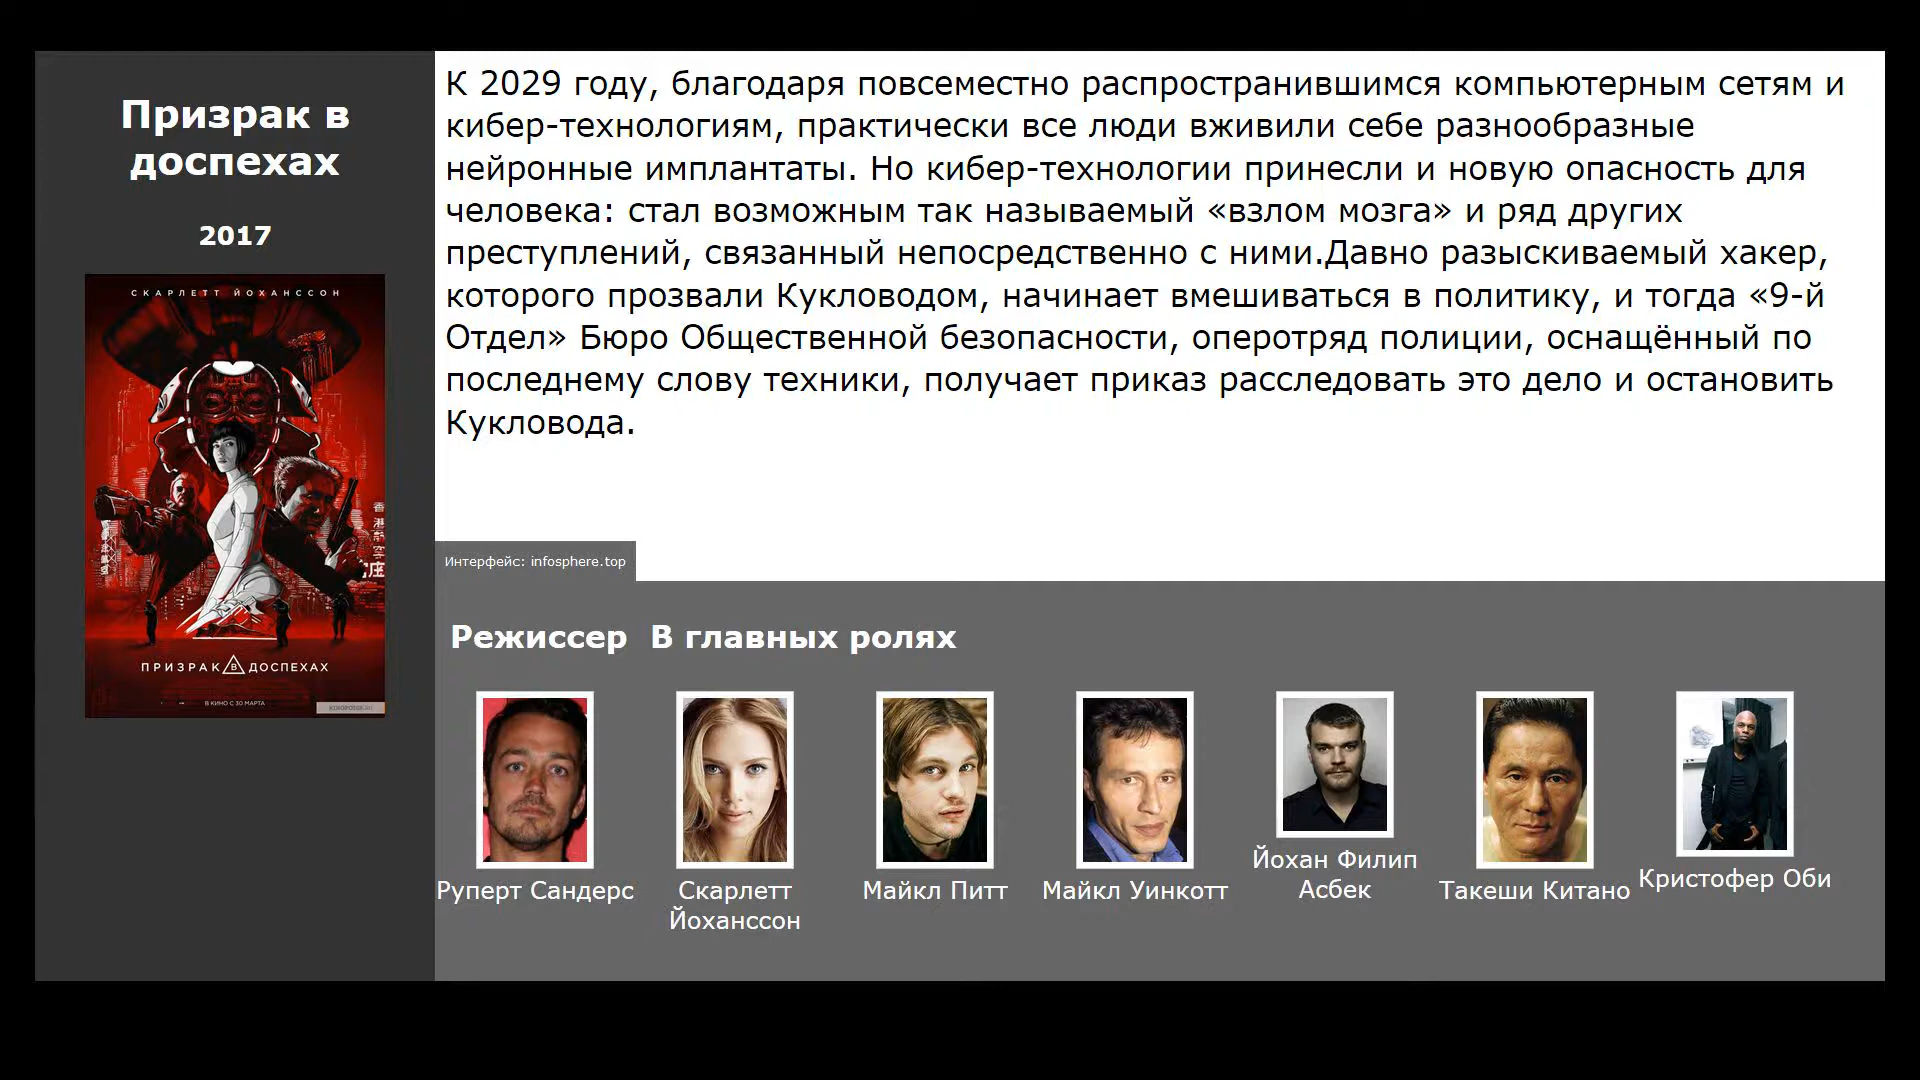 Призрак в
доспехах
2017
СКАРЛЕТТ ЙОХАНССОН
ПРИЗРАК В ДОСПЕХАХ
В КИНО С 30 МАРТА
KINOPOISK.RU
К 2029 году, благодаря повсеместно распространившимся компьютерным сетям и
кибер-технологиям, практически все люди вживили себе разнообразные
нейронные имплантаты. Но кибер-технологии принесли и новую опасность для
человека: стал возможным так называемый «взлом мозга» и ряд других
преступлений, связанный непосредственно с ними.Давно разыскиваемый хакер,
которого прозвали Кукловодом, начинает вмешиваться в политику, и тогда «9-й
Отдел» Бюро Общественной безопасности, оперотряд полиции, оснащённый по
последнему слову техники, получает приказ расследовать это дело и остановить
Кукловода.
Интерфейс: infosphere.top
Режиссер В главных ролях
Руперт Сандерс
Скарлетт
Йоханссон
Майкл Питт
Майкл Уинкотт
Йохан Филип
Асбек
Такеши Китано
Кристофер Оби